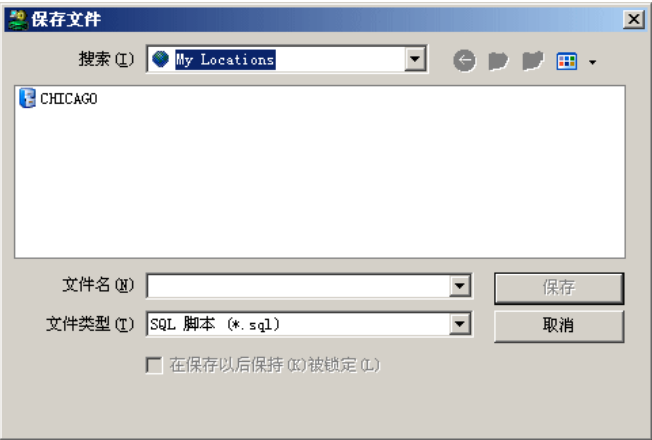 保存文件
搜索(I)
My Locations
CHICAGO
文件名(N)
保存
文件类型(T)
SQL 脚本 (*.sql)
取消
在保存以后保持(K)被锁定(L)